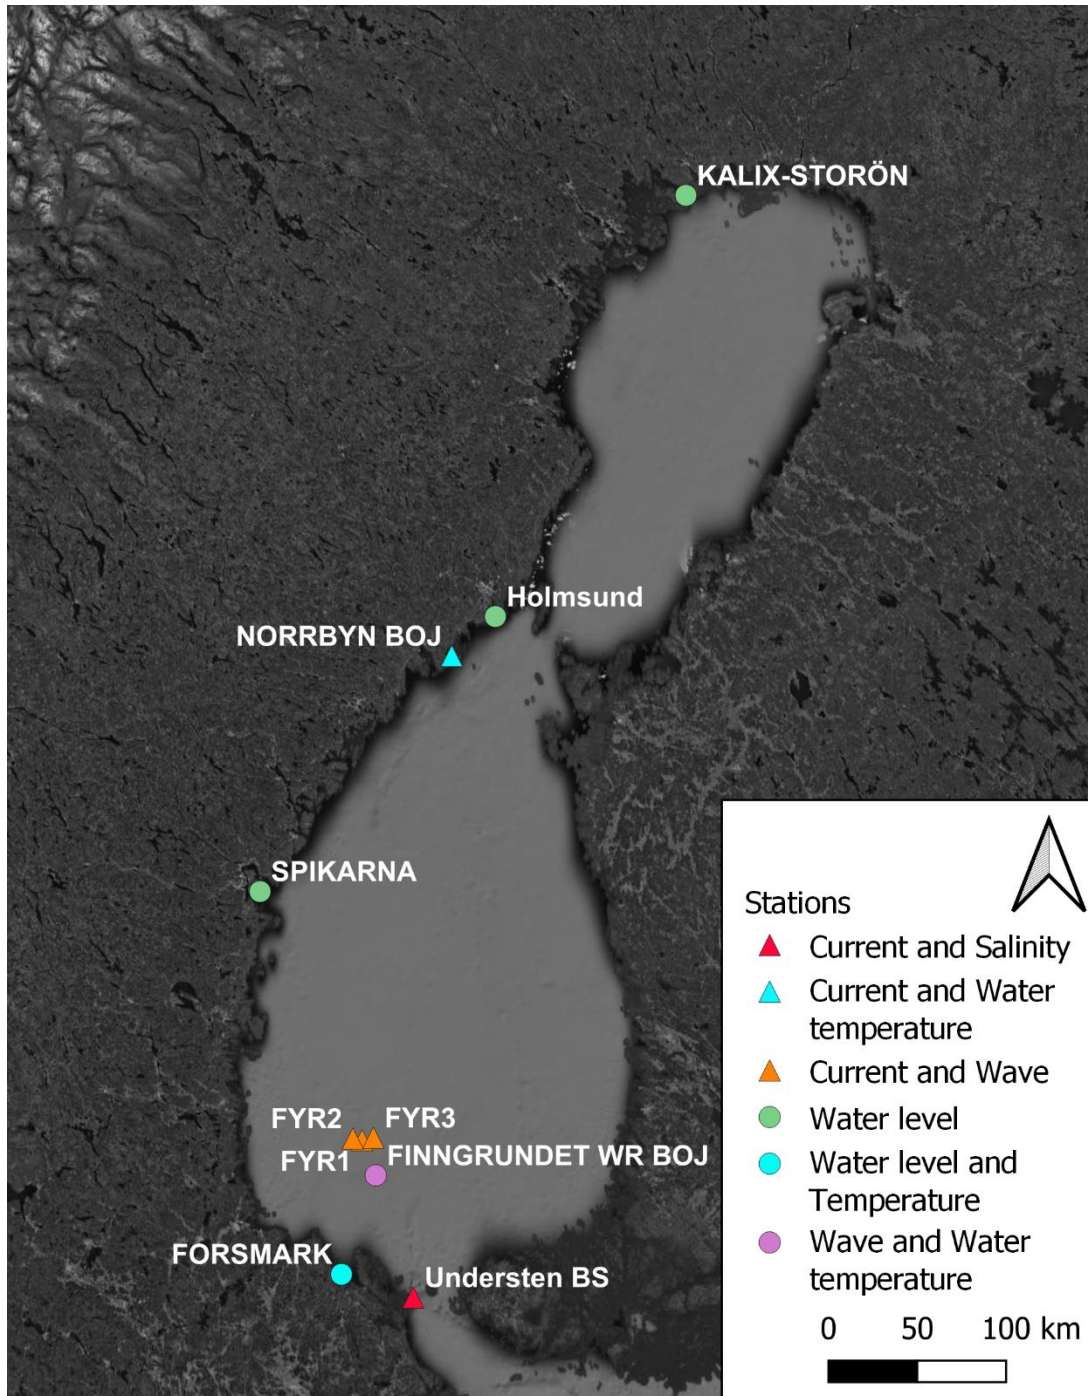 KALIX-STORÖN
Holmsund
NORRBYN BOJ
SPIKARNA
FYR2
FYR3
FYR1
FINNGRUNDET WR BOJ
FORSMARK
Understen BS
Stations
Current and Salinity
Current and Water
temperature
Current and Wave
Water level
Water level and
Temperature
Wave and Water
temperature
0 50 100 km